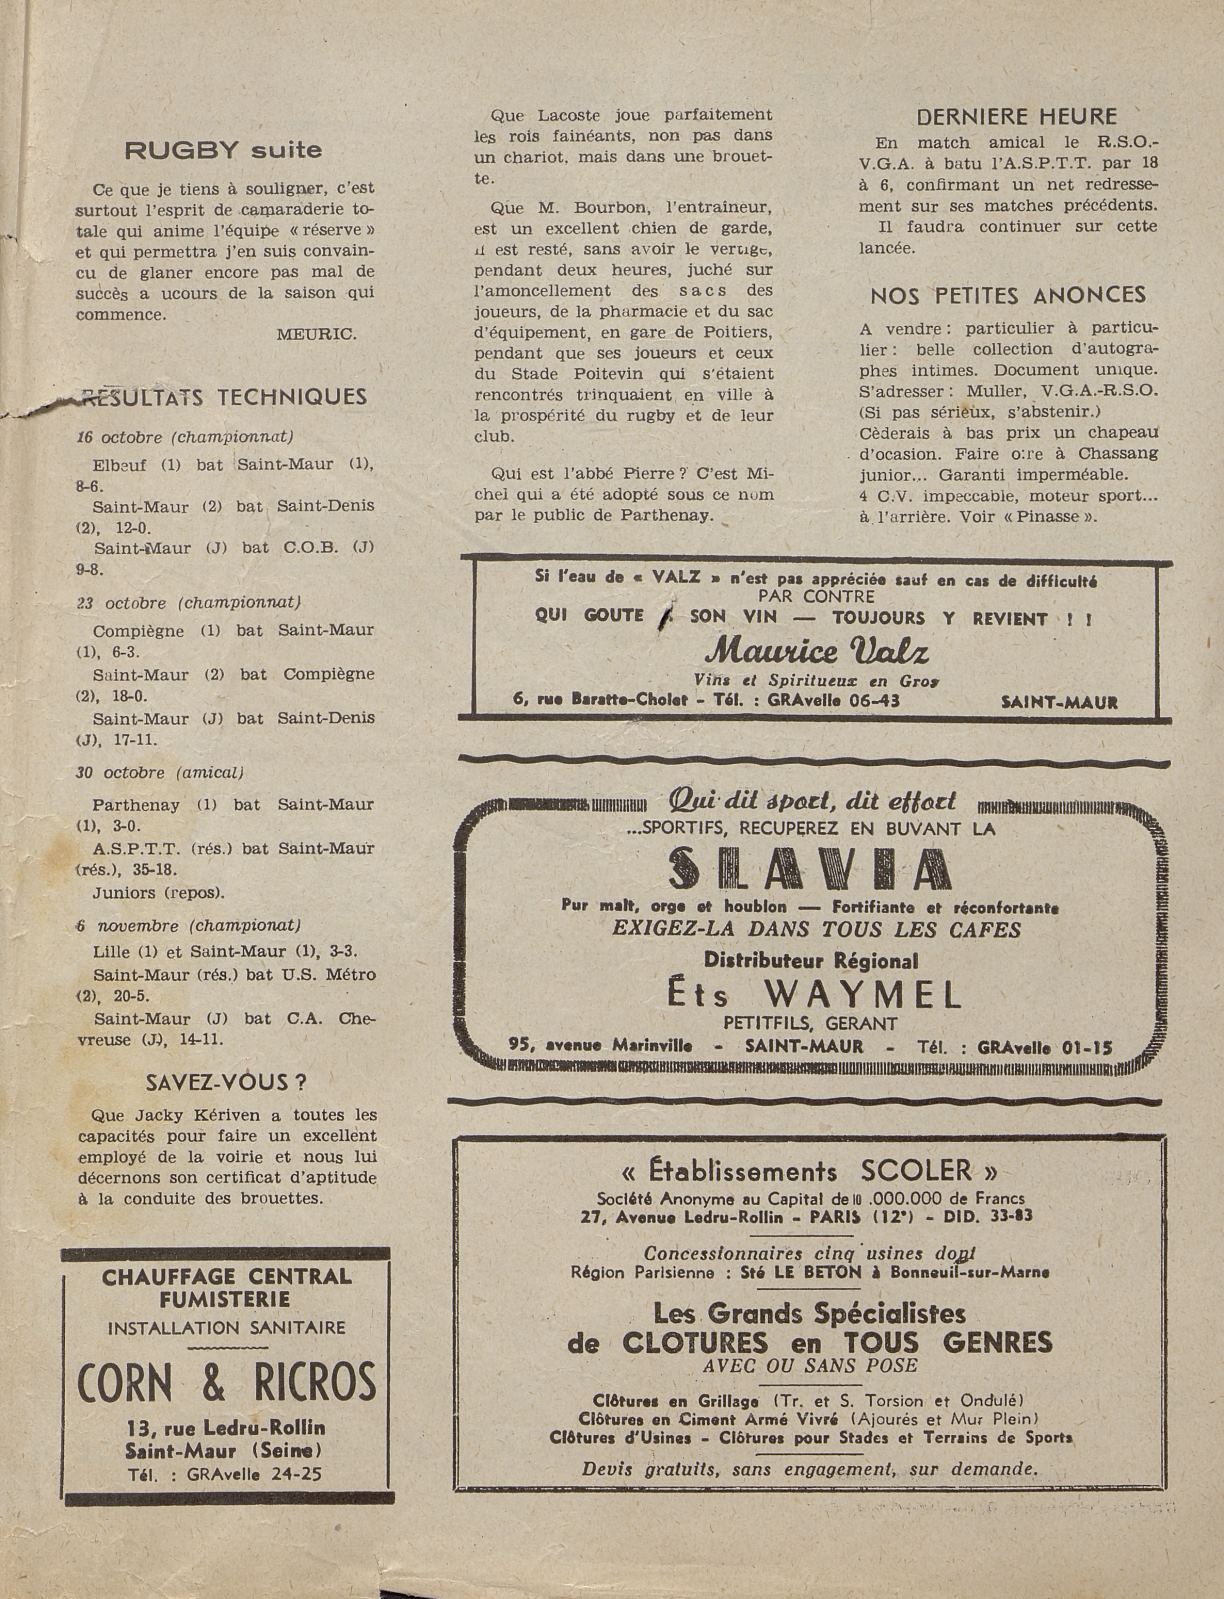 RUGBY suite
Ce que je tiens à souligner, c'est
surtout l'esprit de camaraderie to-
tale qui anime l'équipe « réserve »
et qui permettra j'en suis convain-
cu de glaner encore pas mal de
succès a ucours de la saison qui
commence.
MEURIC.
RESULTATS TECHNIQUES
16 octobre (championnat)
Elbeuf (1) bat Saint-Maur (1),
8-6.
Saint-Maur (2) bat Saint-Denis
(2), 12-0.
Saint-Maur (J) bat C.O.B. (J)
9-8.
23 octobre (championnat)
Compiègne (1) bat Saint-Maur
(1), 6-3.
Saint-Maur (2) bat Compiègne
(2), 18-0.
Saint-Maur (J) bat Saint-Denis
(J), 17-11.
30 octobre (amical)
Parthenay (1) bat Saint-Maur
(1), 3-0.
A.S.P.T.T. (rés.) bat Saint-Maur
(rés.), 35-18.
Juniors (repos).
6 novembre (championat)
Lille (1) et Saint-Maur (1), 3-3.
Saint-Maur (rés.) bat U.S. Métro
(2), 20-5.
Saint-Maur (J) bat C.A. Che-
vreuse (J), 14-11.
SAVEZ-VOUS ?
Que Jacky Kériven a toutes les
capacités pour faire un excellent
employé de la voirie et nous lui
décernons son certificat d'aptitude
à la conduite des brouettes.
CHAUFFAGE CENTRAL
FUMISTERIE
INSTALLATION SANITAIRE
CORN & RICROS
13, rue Ledru-Rollin
Saint-Maur (Seine)
Tél. : GRAvelle 24-25
Que Lacoste joue parfaitement
les rois fainéants, non pas dans
un chariot, mais dans une brouet-
te.
Que M. Bourbon, l'entraîneur,
est un excellent chien de garde,
il est resté, sans avoir le vertige,
pendant deux heures, juché sur
l'amoncellement des sacs des
joueurs, de la pharmacie et du sac
d'équipement, en gare de Poitiers,
pendant que ses joueurs et ceux
du Stade Poitevin qui s'étaient
rencontrés trinquaient en ville à
la prospérité du rugby et de leur
club.
Qui est l'abbé Pierre ? C'est Mi-
chel qui a été adopté sous ce nom
par le public de Parthenay.
DERNIERE HEURE
En match amical le R.S.O.-
V.G.A. à batu l'A.S.P.T.T. par 18
à 6, confirmant un net redresse-
ment sur ses matches précédents.
Il faudra continuer sur cette
lancée.
NOS PETITES ANONCES
A vendre : particulier à particu-
lier : belle collection d'autogra-
phes intimes. Document unique.
S'adresser : Muller, V.G.A.-R.S.O.
(Si pas sérieux, s'abstenir.)
Cèderais à bas prix un chapeau
d'ocasion. Faire à Chassang
junior... Garanti imperméable.
4 C.V. impeccable, moteur sport...
à l'arrière. Voir « Pinasse ».
Si l'eau de « VALZ » n'est pas appréciée sauf en cas de difficulté
PAR CONTRE
QUI GOUTE SON VIN — TOUJOURS Y REVIENT ! !
Maurice Valz
Vins et Spiritueux en Gros
6, rue Baratte-Cholet - Tél. : GRAvelle 06-43 SAINT-MAUR
Qui dit sport, dit effort
...SPORTIFS, RECUPEREZ EN BUVANT LA
SLAVIA
Pur malt, orge et houblon — Fortifiante et réconfortante
EXIGEZ-LA DANS TOUS LES CAFES
Distributeur Régional
Éts WAYMEL
PETITFILS, GERANT
95, avenue Marinville - SAINT-MAUR - Tél. : GRAvelle 01-15
« Établissements SCOLER »
Société Anonyme au Capital de 10 .000.000 de Francs
27, Avenue Ledru-Rollin - PARIS (12°) - DID. 33-83
Concessionnaires cinq usines dont
Région Parisienne : Sté LE BETON à Bonneuil-sur-Marne
Les Grands Spécialistes
de CLOTURES en TOUS GENRES
AVEC OU SANS POSE
Clôtures en Grillage (Tr. et S. Torsion et Ondulé)
Clôtures en Ciment Armé Vivré (Ajourés et Mur Plein)
Clôtures d'Usines - Clôtures pour Stades et Terrains de Sports
Devis gratuits, sans engagement, sur demande.